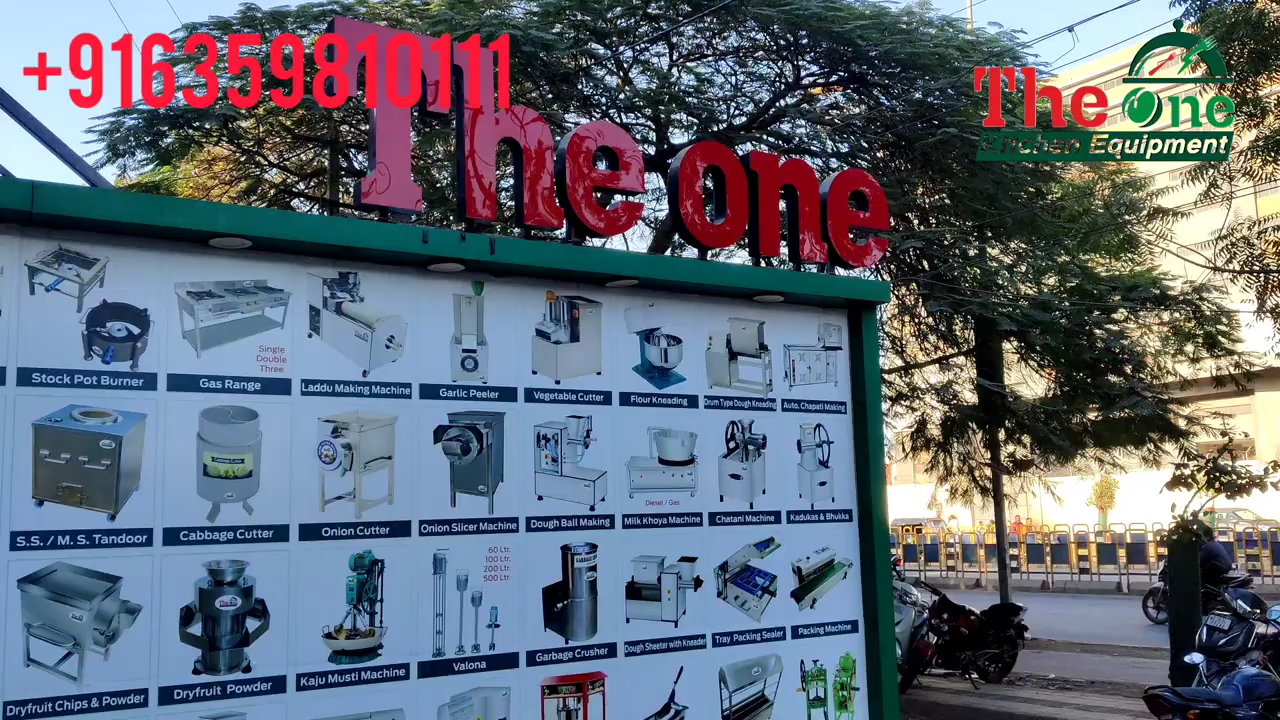 +916359810111
The one
The One
Kitchen Equipment
Single
Double
Three
Stock Pot Burner
Gas Range
Laddu Making Machine
Garlic Peeler
Vegetable Cutter
Flour Kneading
Drum Type Dough Kneading
Auto. Chapati Making
Cabbage Cutter
Diesel / Gas
S.S. / M. S. Tandoor
Cabbage Cutter
Onion Cutter
Onion Slicer Machine
Dough Ball Making
Milk Khoya Machine
Chatani Machine
Kadukas & Bhukka
60 Ltr.
100 Ltr.
200 Ltr.
500 Ltr.
Dryfruit Chips & Powder
Dryfruit Powder
Kaju Musti Machine
Valona
Garbage Crusher
Dough Sheeter with Kneader
Tray Packing Sealer
Packing Machine